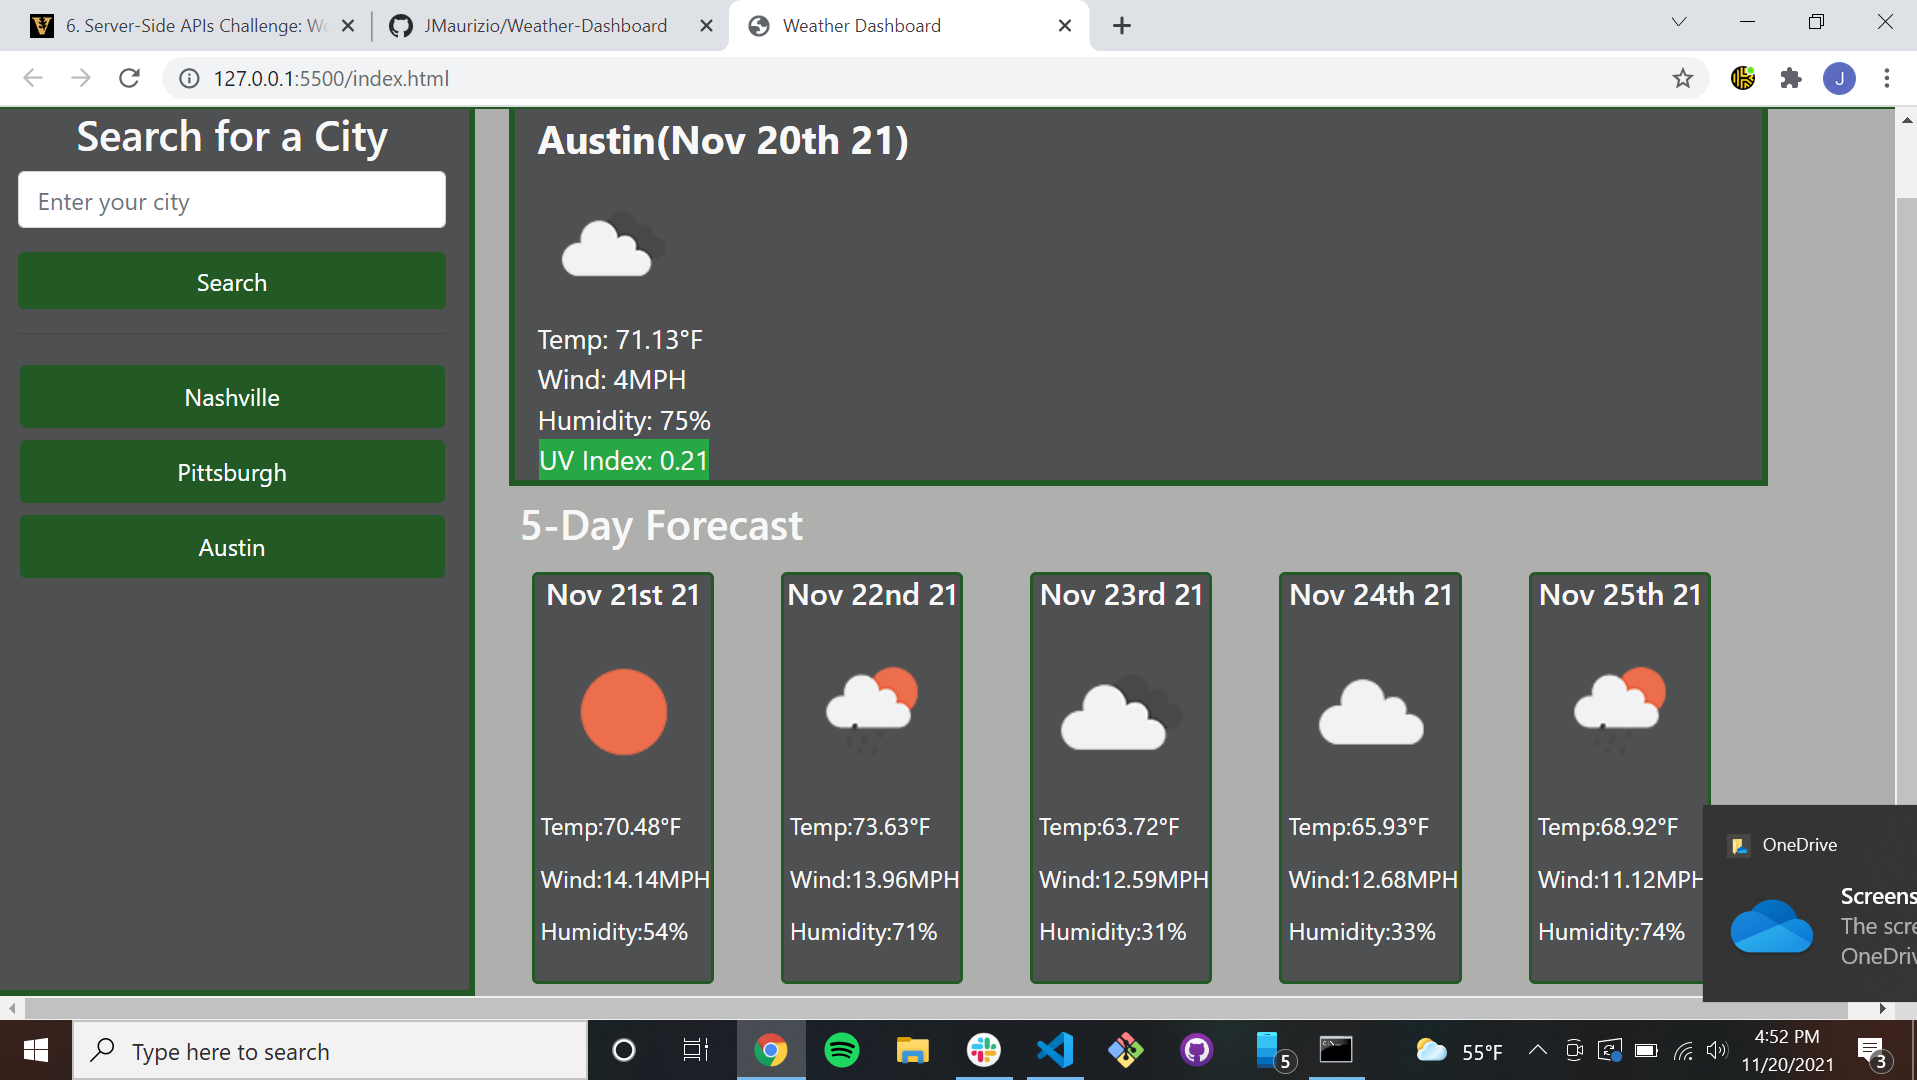 6. Server-Side APIs Challenge: We
JMaurizio/Weather-Dashboard
Weather Dashboard
127.0.0.1:5500/index.html
J
Search for a City
Enter your city
Search
Nashville
Pittsburgh
Austin
Austin(Nov 20th 21)
Temp: 71.13°F
Wind: 4MPH
Humidity: 75%
UV Index: 0.21
5-Day Forecast
Nov 21st 21
Temp:70.48°F
Wind:14.14MPH
Humidity:54%
Nov 22nd 21
Temp:73.63°F
Wind:13.96MPH
Humidity:71%
Nov 23rd 21
Temp:63.72°F
Wind:12.59MPH
Humidity:31%
Nov 24th 21
Temp:65.93°F
Wind:12.68MPH
Humidity:33%
Nov 25th 21
Temp:68.92°F
Wind:11.12MPH
Humidity:74%
OneDrive
Screens
The scre
OneDriv
Type here to search
5
55°F
4:52 PM
11/20/2021
3